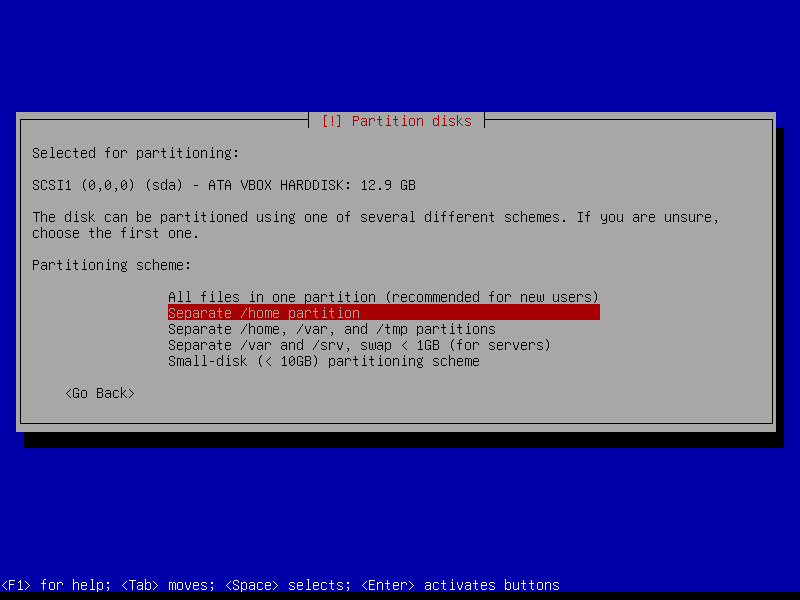 [!] Partition disks
Selected for partitioning:
SCSI1 (0,0,0) (sda) - ATA VBOX HARDDISK: 12.9 GB
The disk can be partitioned using one of several different schemes. If you are unsure,
choose the first one.
Partitioning scheme:
All files in one partition (recommended for new users)
Separate /home partition
Separate /home, /var, and /tmp partitions
Separate /var and /srv, swap < 1GB (for servers)
Small-disk (< 10GB) partitioning scheme
<Go Back>
<F1> for help; <Tab> moves; <Space> selects; <Enter> activates buttons